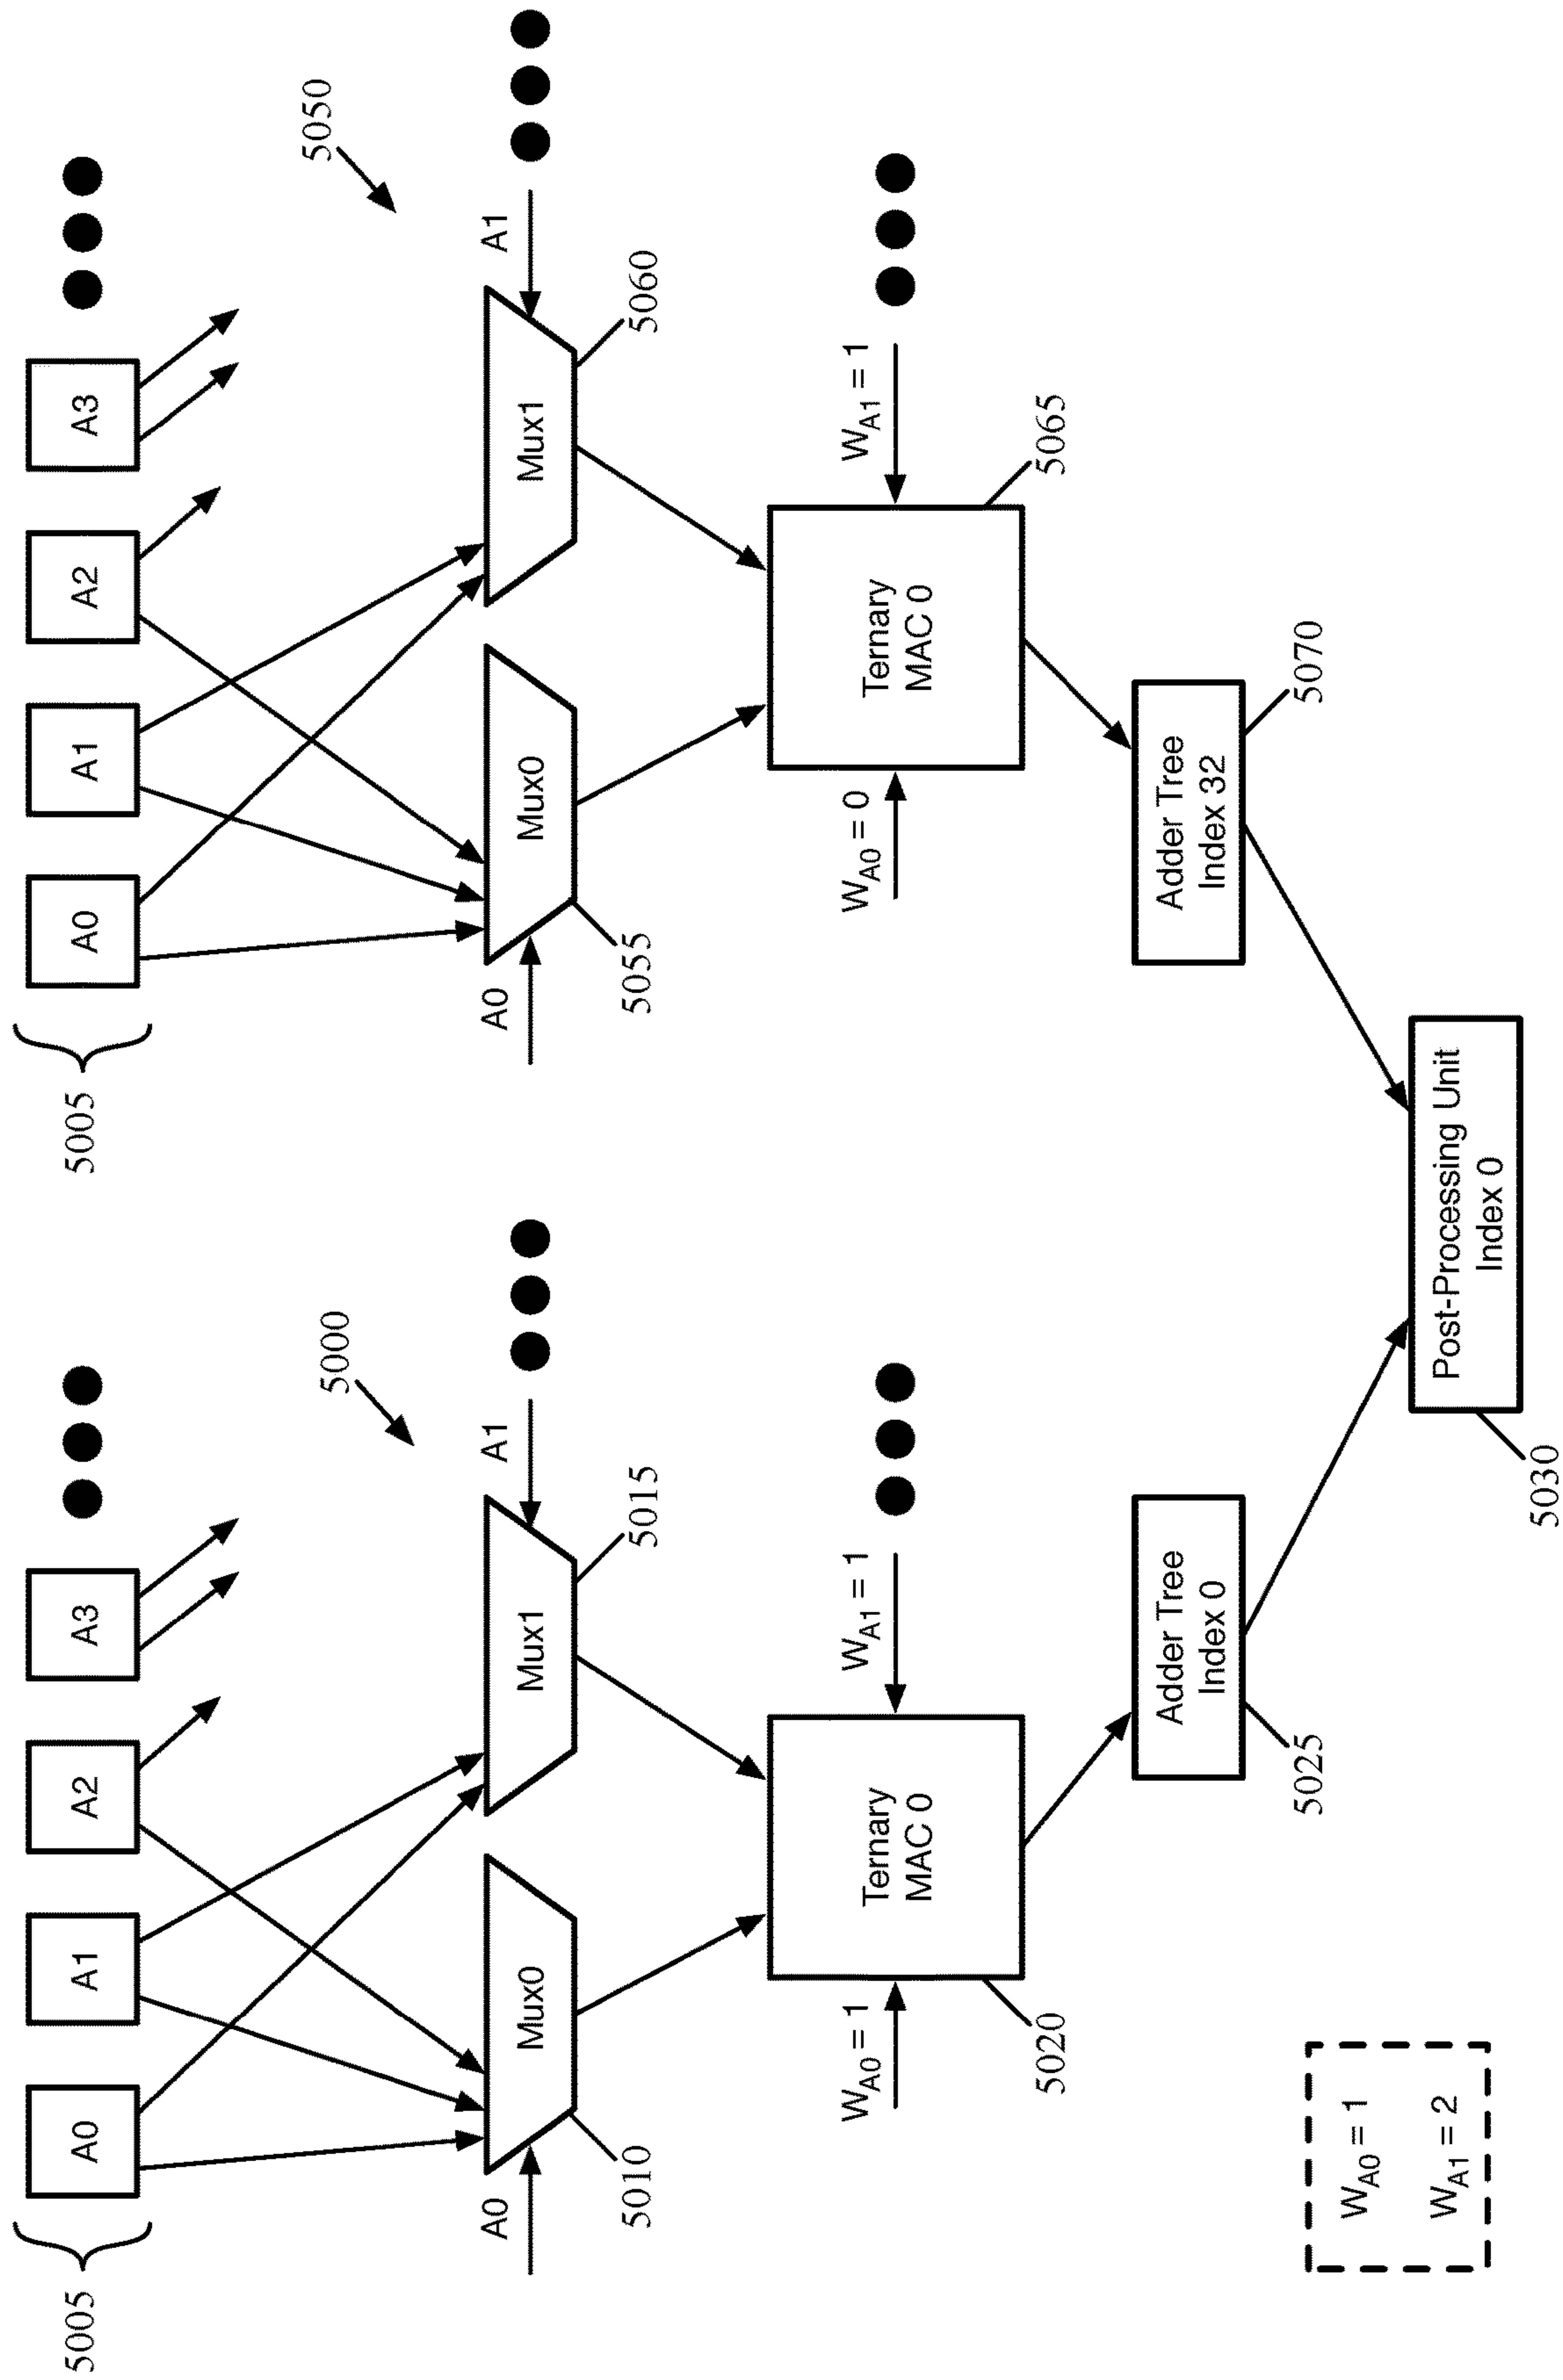 5005
A0
A1
A2
A3
5000
A0
Mux0
5010
Mux1
A1
5015
W_A0 = 1
Ternary
MAC 0
W_A1 = 1
5020
Adder Tree
Index 0
5025
5005
A0
A1
A2
A3
5050
A0
Mux0
5055
Mux1
A1
5060
W_A0 = 0
Ternary
MAC 0
W_A1 = 1
5065
Adder Tree
Index 32
5070
Post-Processing Unit
Index 0
5030
W_A0 = 1
W_A1 = 2